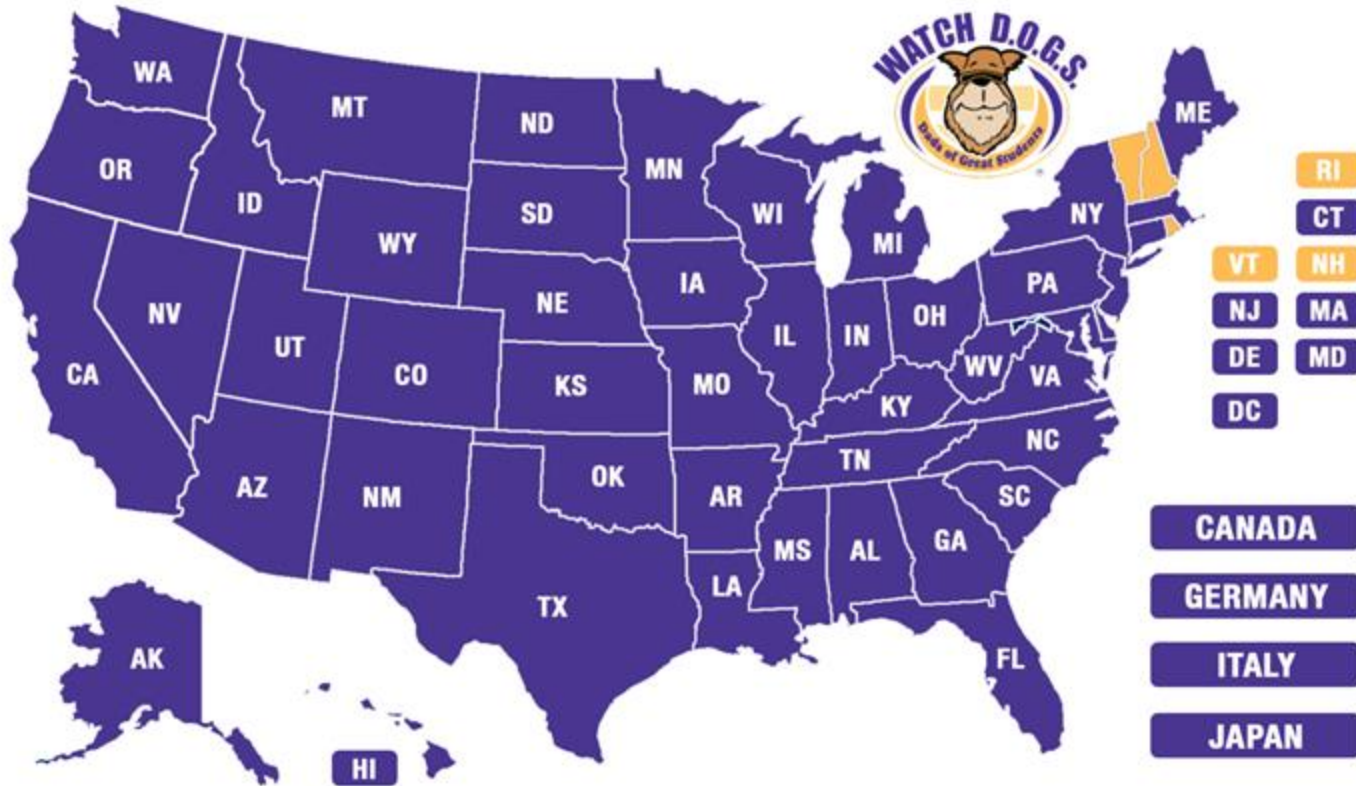 WATCH D.O.G.S.
Dads of Great Students
®
WA
MT
ND
MN
ME
OR
ID
WY
SD
WI
MI
NY
RI
CT
VT NH
NJ MA
DE MD
DC
NV
UT
CO
NE
IA
IL
IN
OH
PA
CA
KS
MO
WV
VA
KY
AZ
NM
OK
AR
TN
NC
SC
MS
AL
GA
LA
TX
FL
AK
HI
CANADA
GERMANY
ITALY
JAPAN